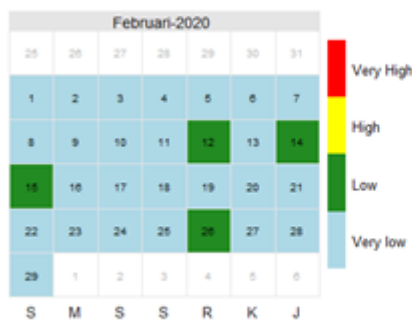 Februari-2020
25 26 27 28 29 30 31
1 2 3 4 5 6 7
8 9 10 11 12 13 14
15 16 17 18 19 20 21
22 23 24 25 26 27 28
29 1 2 3 4 5 6
S M S S R K J
Very High
High
Low
Very low